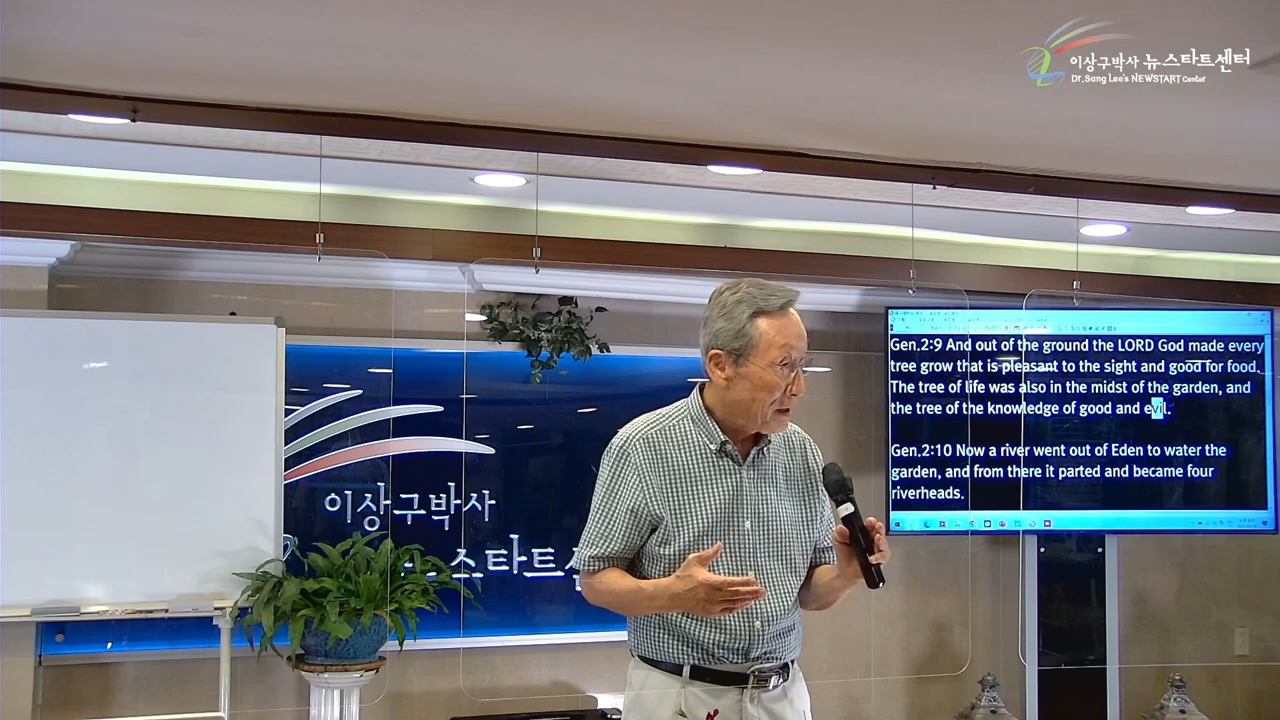 이상구박사 뉴스타트센터
Dr. Sang Lee's NEWSTART Center
Gen.2:9 And out of the ground the LORD God made every
tree grow that is pleasant to the sight and good for food.
The tree of life was also in the midst of the garden, and
the tree of the knowledge of good and evil.
Gen.2:10 Now a river went out of Eden to water the
garden, and from there it parted and became four
riverheads.
이상구박사
스타트